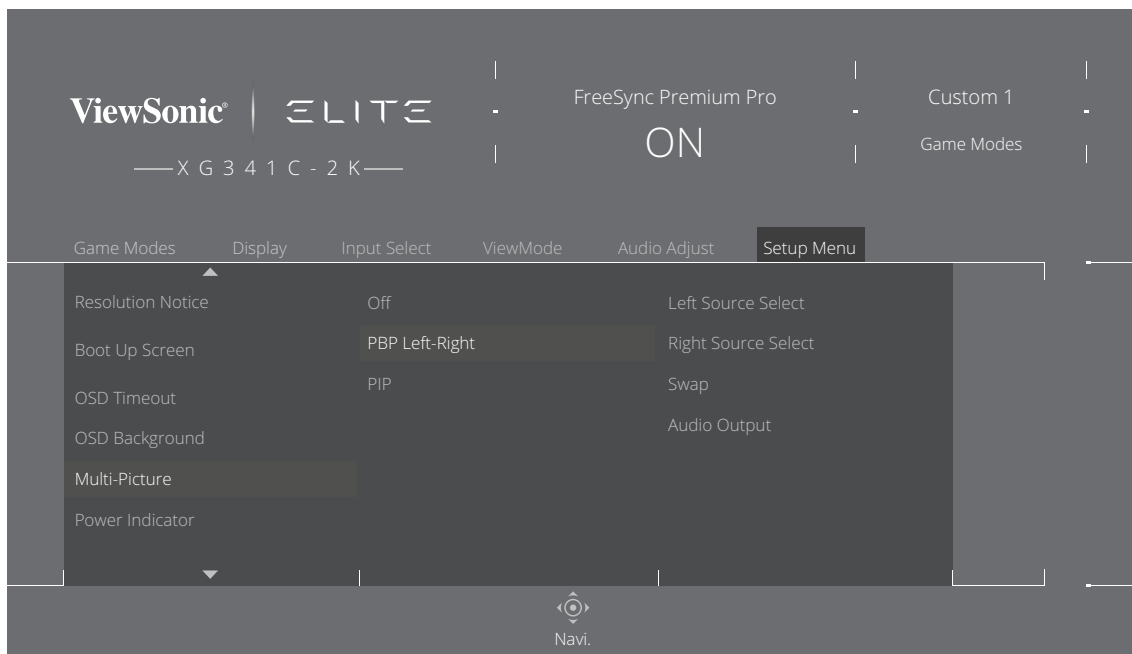 ViewSonic® ELITE
XG341C-2K
FreeSync Premium Pro
ON
Custom 1
Game Modes
Game Modes Display Input Select ViewMode Audio Adjust Setup Menu
Resolution Notice
Boot Up Screen
OSD Timeout
OSD Background
Multi-Picture
Power Indicator
Off
PBP Left-Right
PIP
Left Source Select
Right Source Select
Swap
Audio Output
Navi.